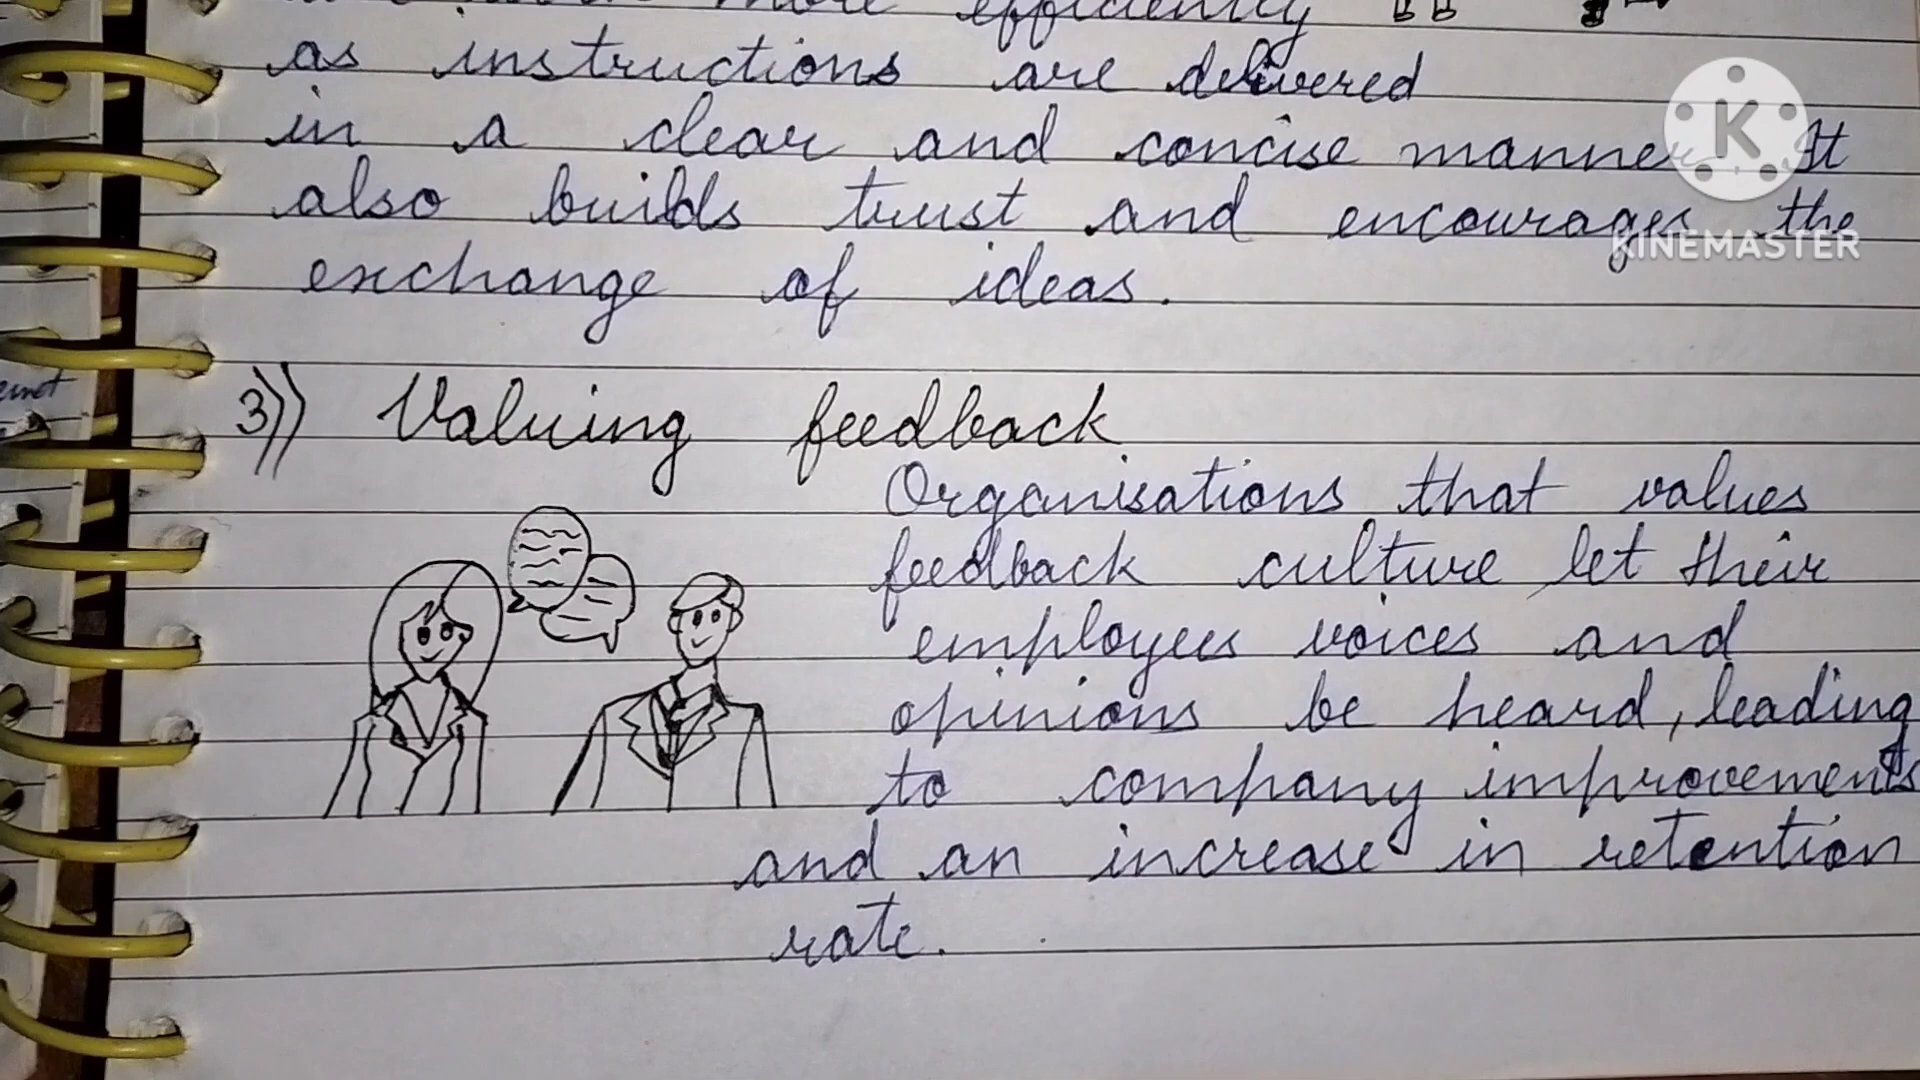 more efficiently
as instructions are delivered
in a clear and concise manner. It
also builds trust and encourages the
exchange of ideas.
3)) Valuing feedback
Organisations that values
feedback culture let their
employees voices and
opinions be heard, leading
to company improvements
and an increase in retention
rate.
K
KINEMASTER